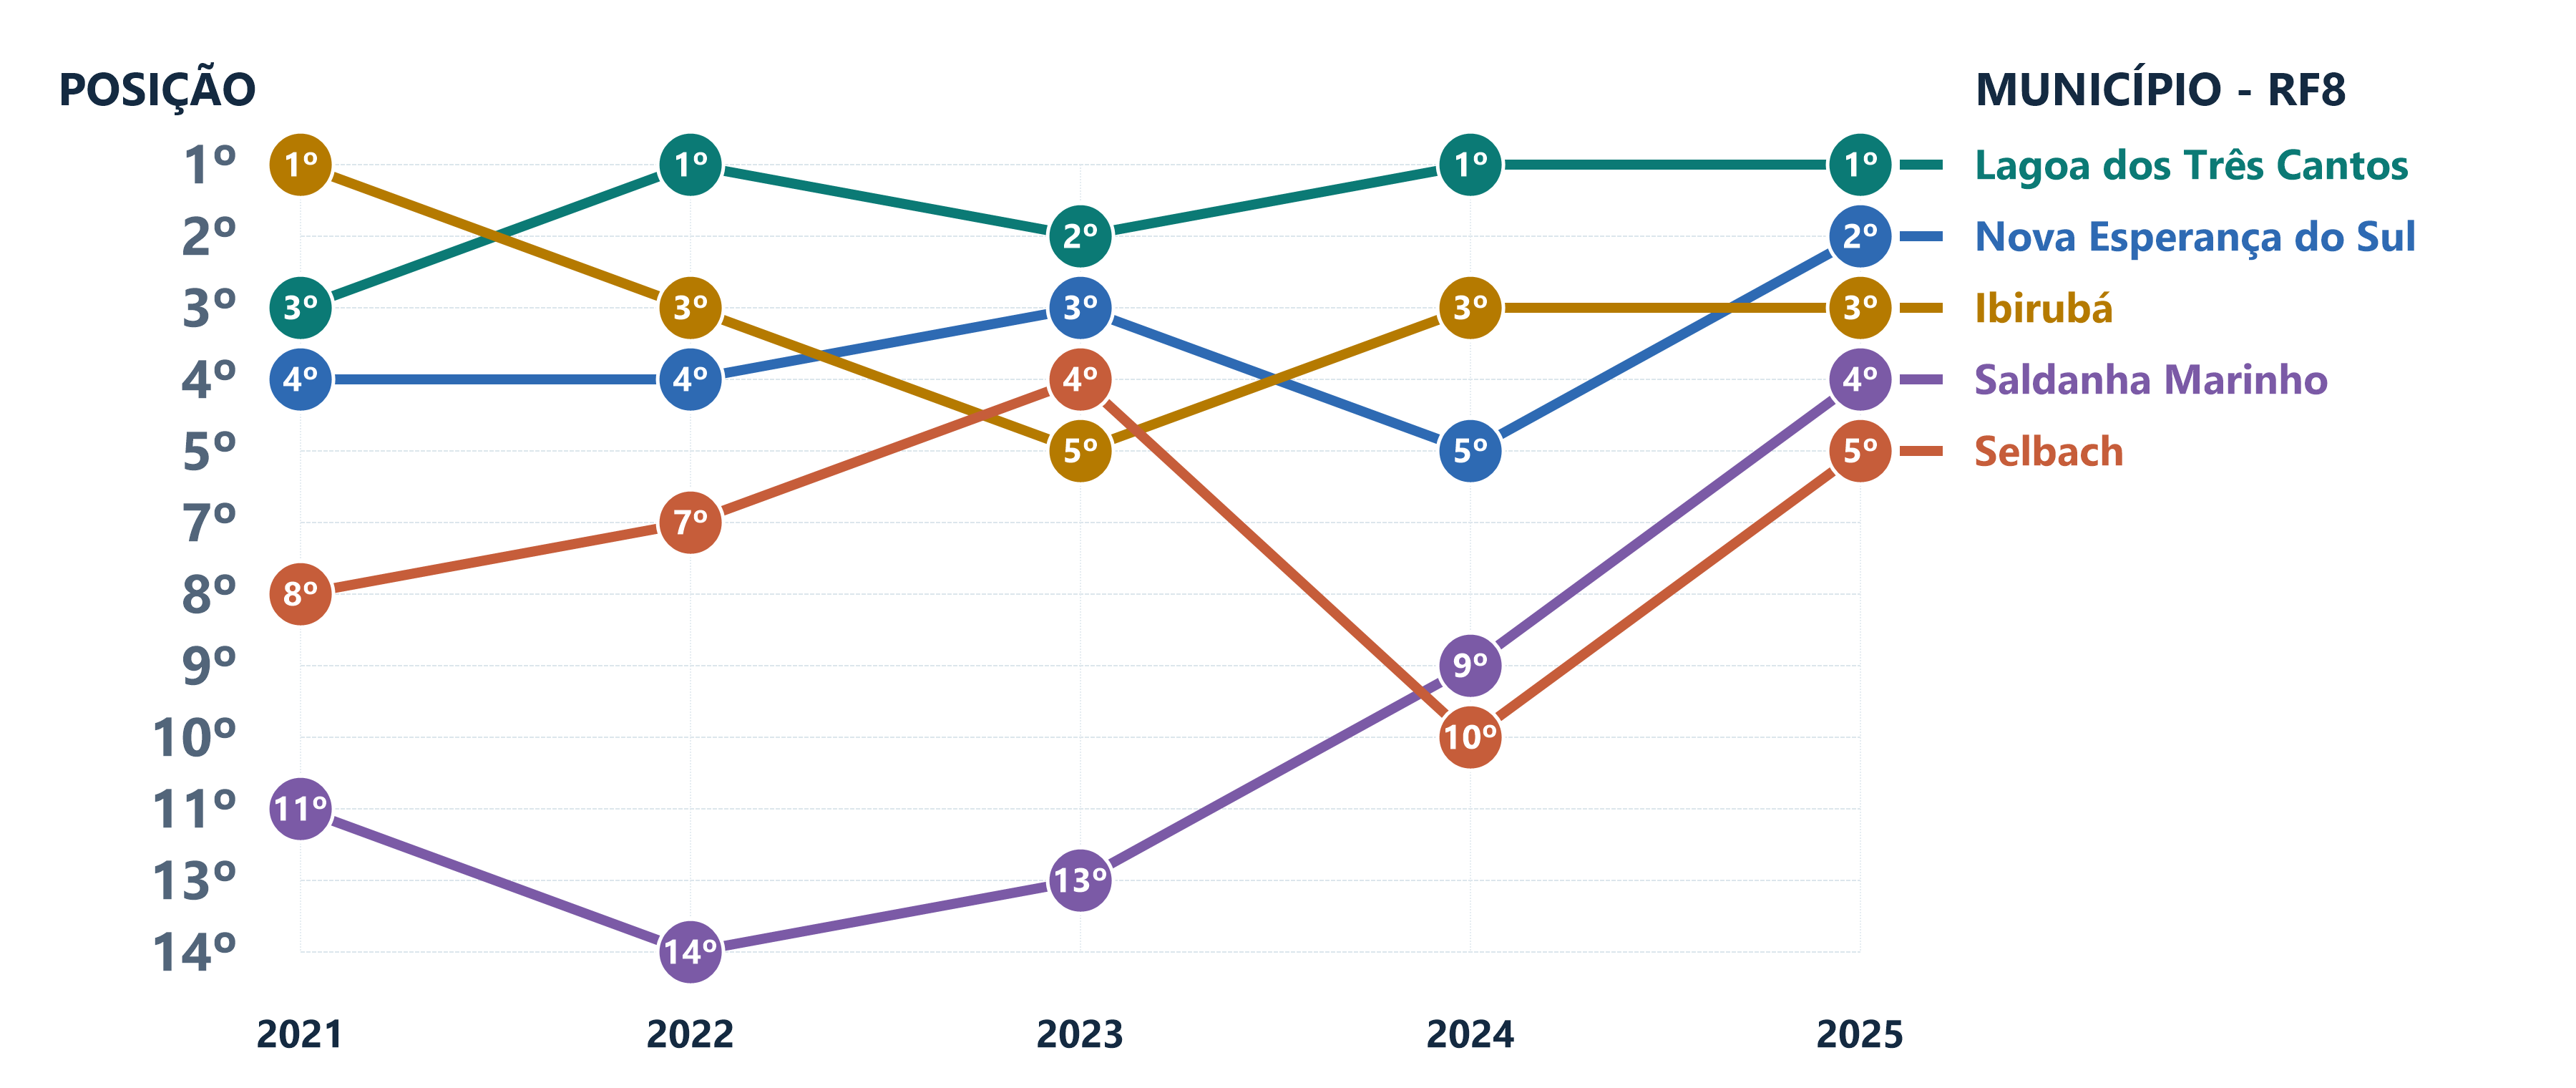 POSIÇÃO MUNICÍPIO - RF8
1º 1º 1º 1º 1º Lagoa dos Três Cantos
2º 2º 2º Nova Esperança do Sul
3º 3º 3º 3º 3º 3º Ibirubá
4º 4º 4º 4º 4º Saldanha Marinho
5º 5º 5º 5º Selbach
7º 7º
8º 8º
9º 9º
10º 10º
11º 11º
13º 13º
14º 14º
2021 2022 2023 2024 2025